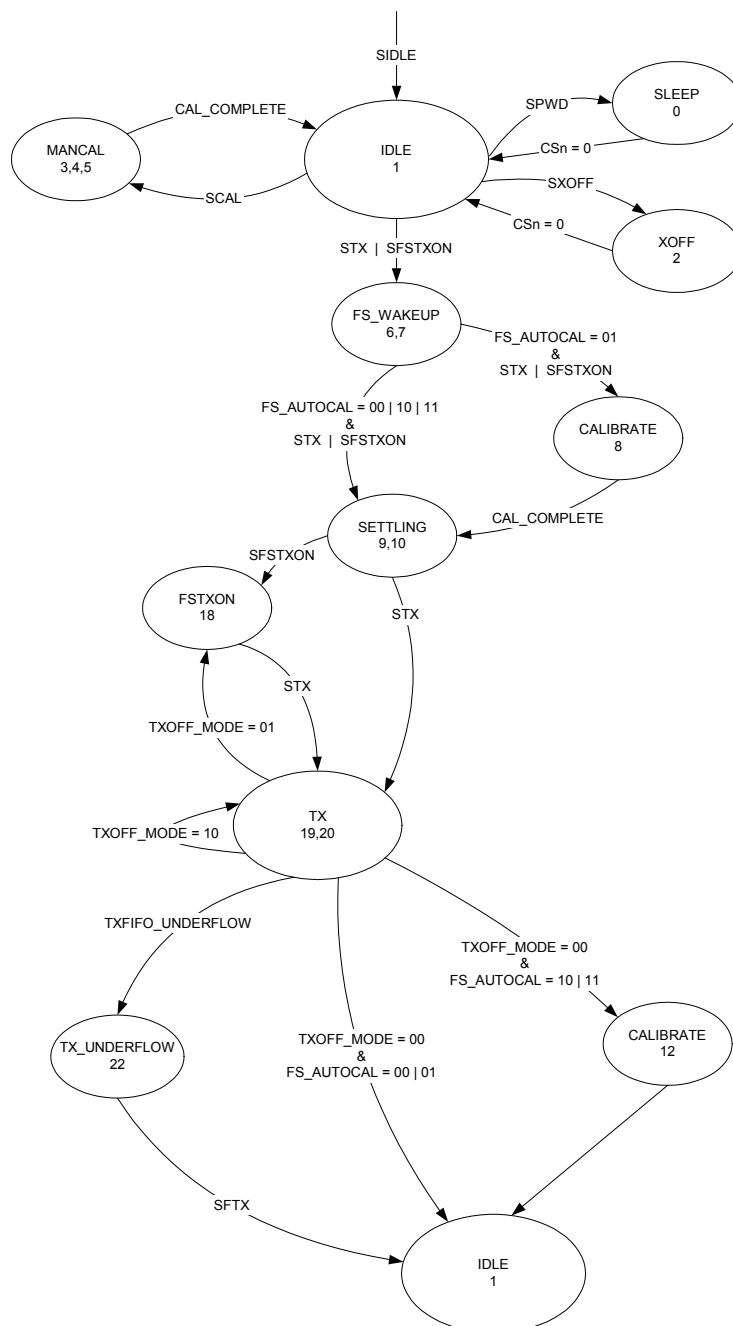 SIDLE
CAL_COMPLETE
SPWD
SLEEP
0
MANCAL
3,4,5
IDLE
1
CSn = 0
SCAL
SXOFF
CSn = 0
XOFF
2
STX | SFSTXON
FS_WAKEUP
6,7
FS_AUTOCAL = 01
&
STX | SFSTXON
FS_AUTOCAL = 00 | 10 | 11
&
STX | SFSTXON
CALIBRATE
8
SETTLING
9,10
CAL_COMPLETE
SFSTXON
FSTXON
18
STX
STX
TXOFF_MODE = 01
TX
19,20
TXOFF_MODE = 10
TXFIFO_UNDERFLOW
TXOFF_MODE = 00
&
FS_AUTOCAL = 10 | 11
TX_UNDERFLOW
22
TXOFF_MODE = 00
&
FS_AUTOCAL = 00 | 01
CALIBRATE
12
SFTX
IDLE
1